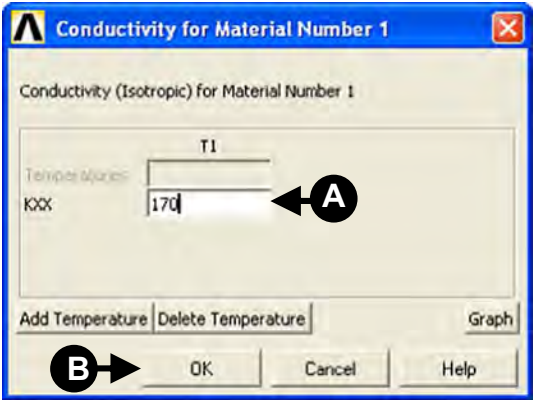 Conductivity for Material Number 1
Conductivity (Isotropic) for Material Number 1
T1
Temperatures
KXX 170 A
Add Temperature Delete Temperature Graph
B OK Cancel Help